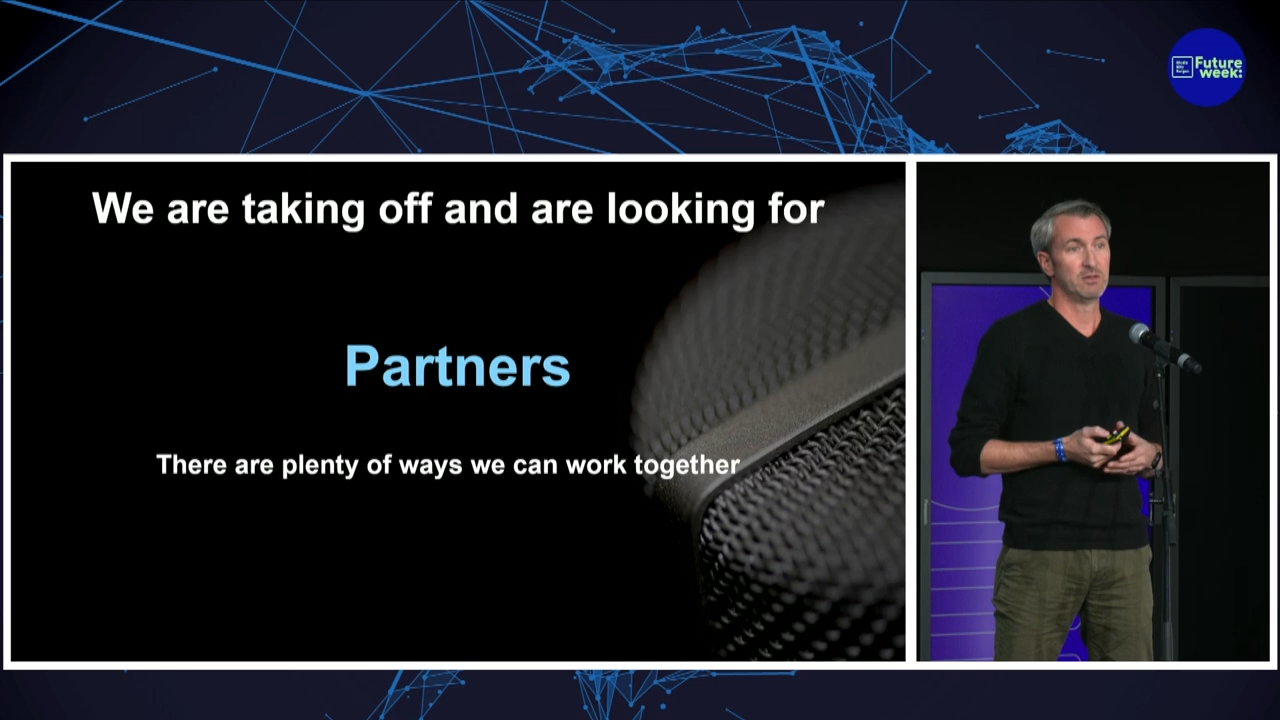 Future
week:
We are taking off and are looking for
Partners
There are plenty of ways we can work together